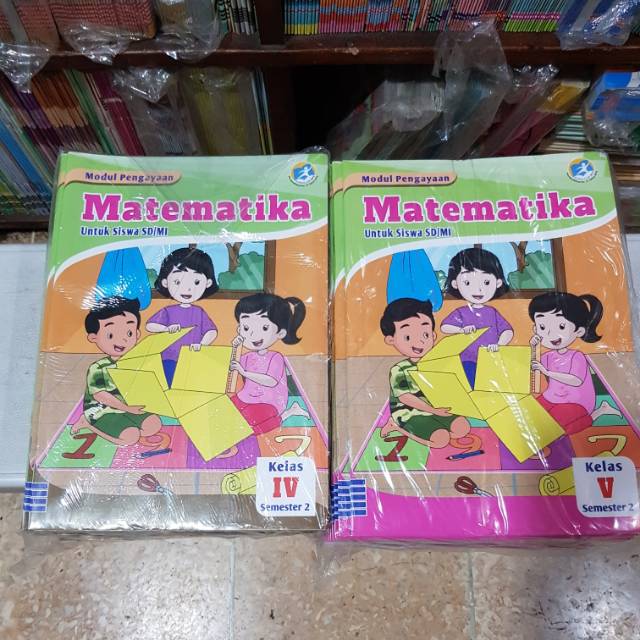 Modul Pengayaan
Matematika
Untuk Siswa SD/MI
Kelas
IV
Semester 2
Modul Pengayaan
Matematika
Untuk Siswa SD/MI
Kelas
V
Semester 2